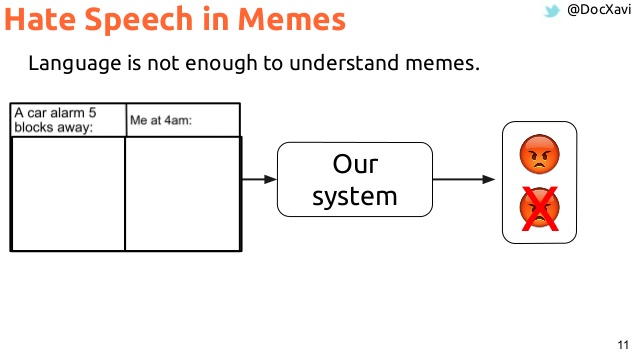 Hate Speech in Memes
@DocXavi
Language is not enough to understand memes.
A car alarm 5
blocks away:
Me at 4am:
Our
system
11